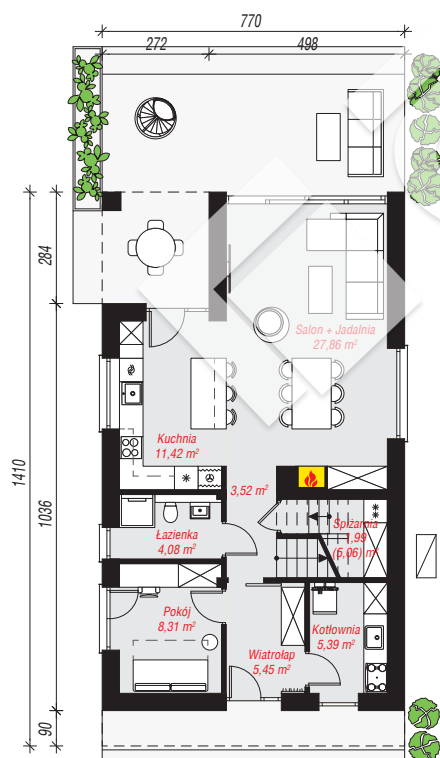 770
272
498
284
1410
1036
90
Salon + Jadalnia
27,86 m²
Kuchnia
11,42 m²
3,52 m²
Łazienka
4,08 m²
Spiżarnia
1,99
(5,06) m²
Pokój
8,31 m²
Wiatrołap
5,45 m²
Kotłownia
5,39 m²